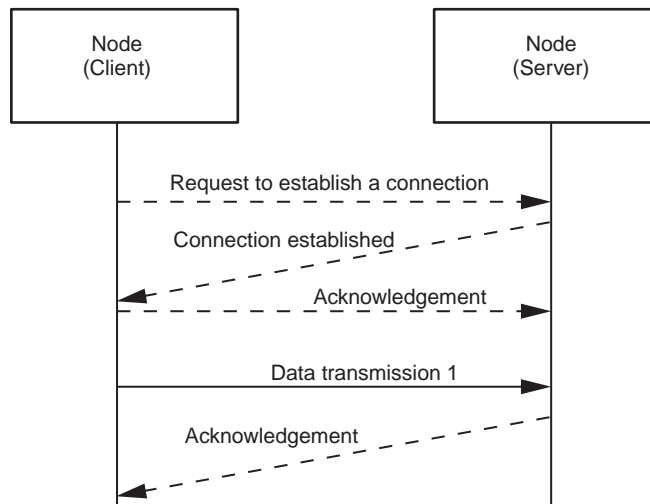 Node
(Client)
Node
(Server)
Request to establish a connection
Connection established
Acknowledgement
Data transmission 1
Acknowledgement